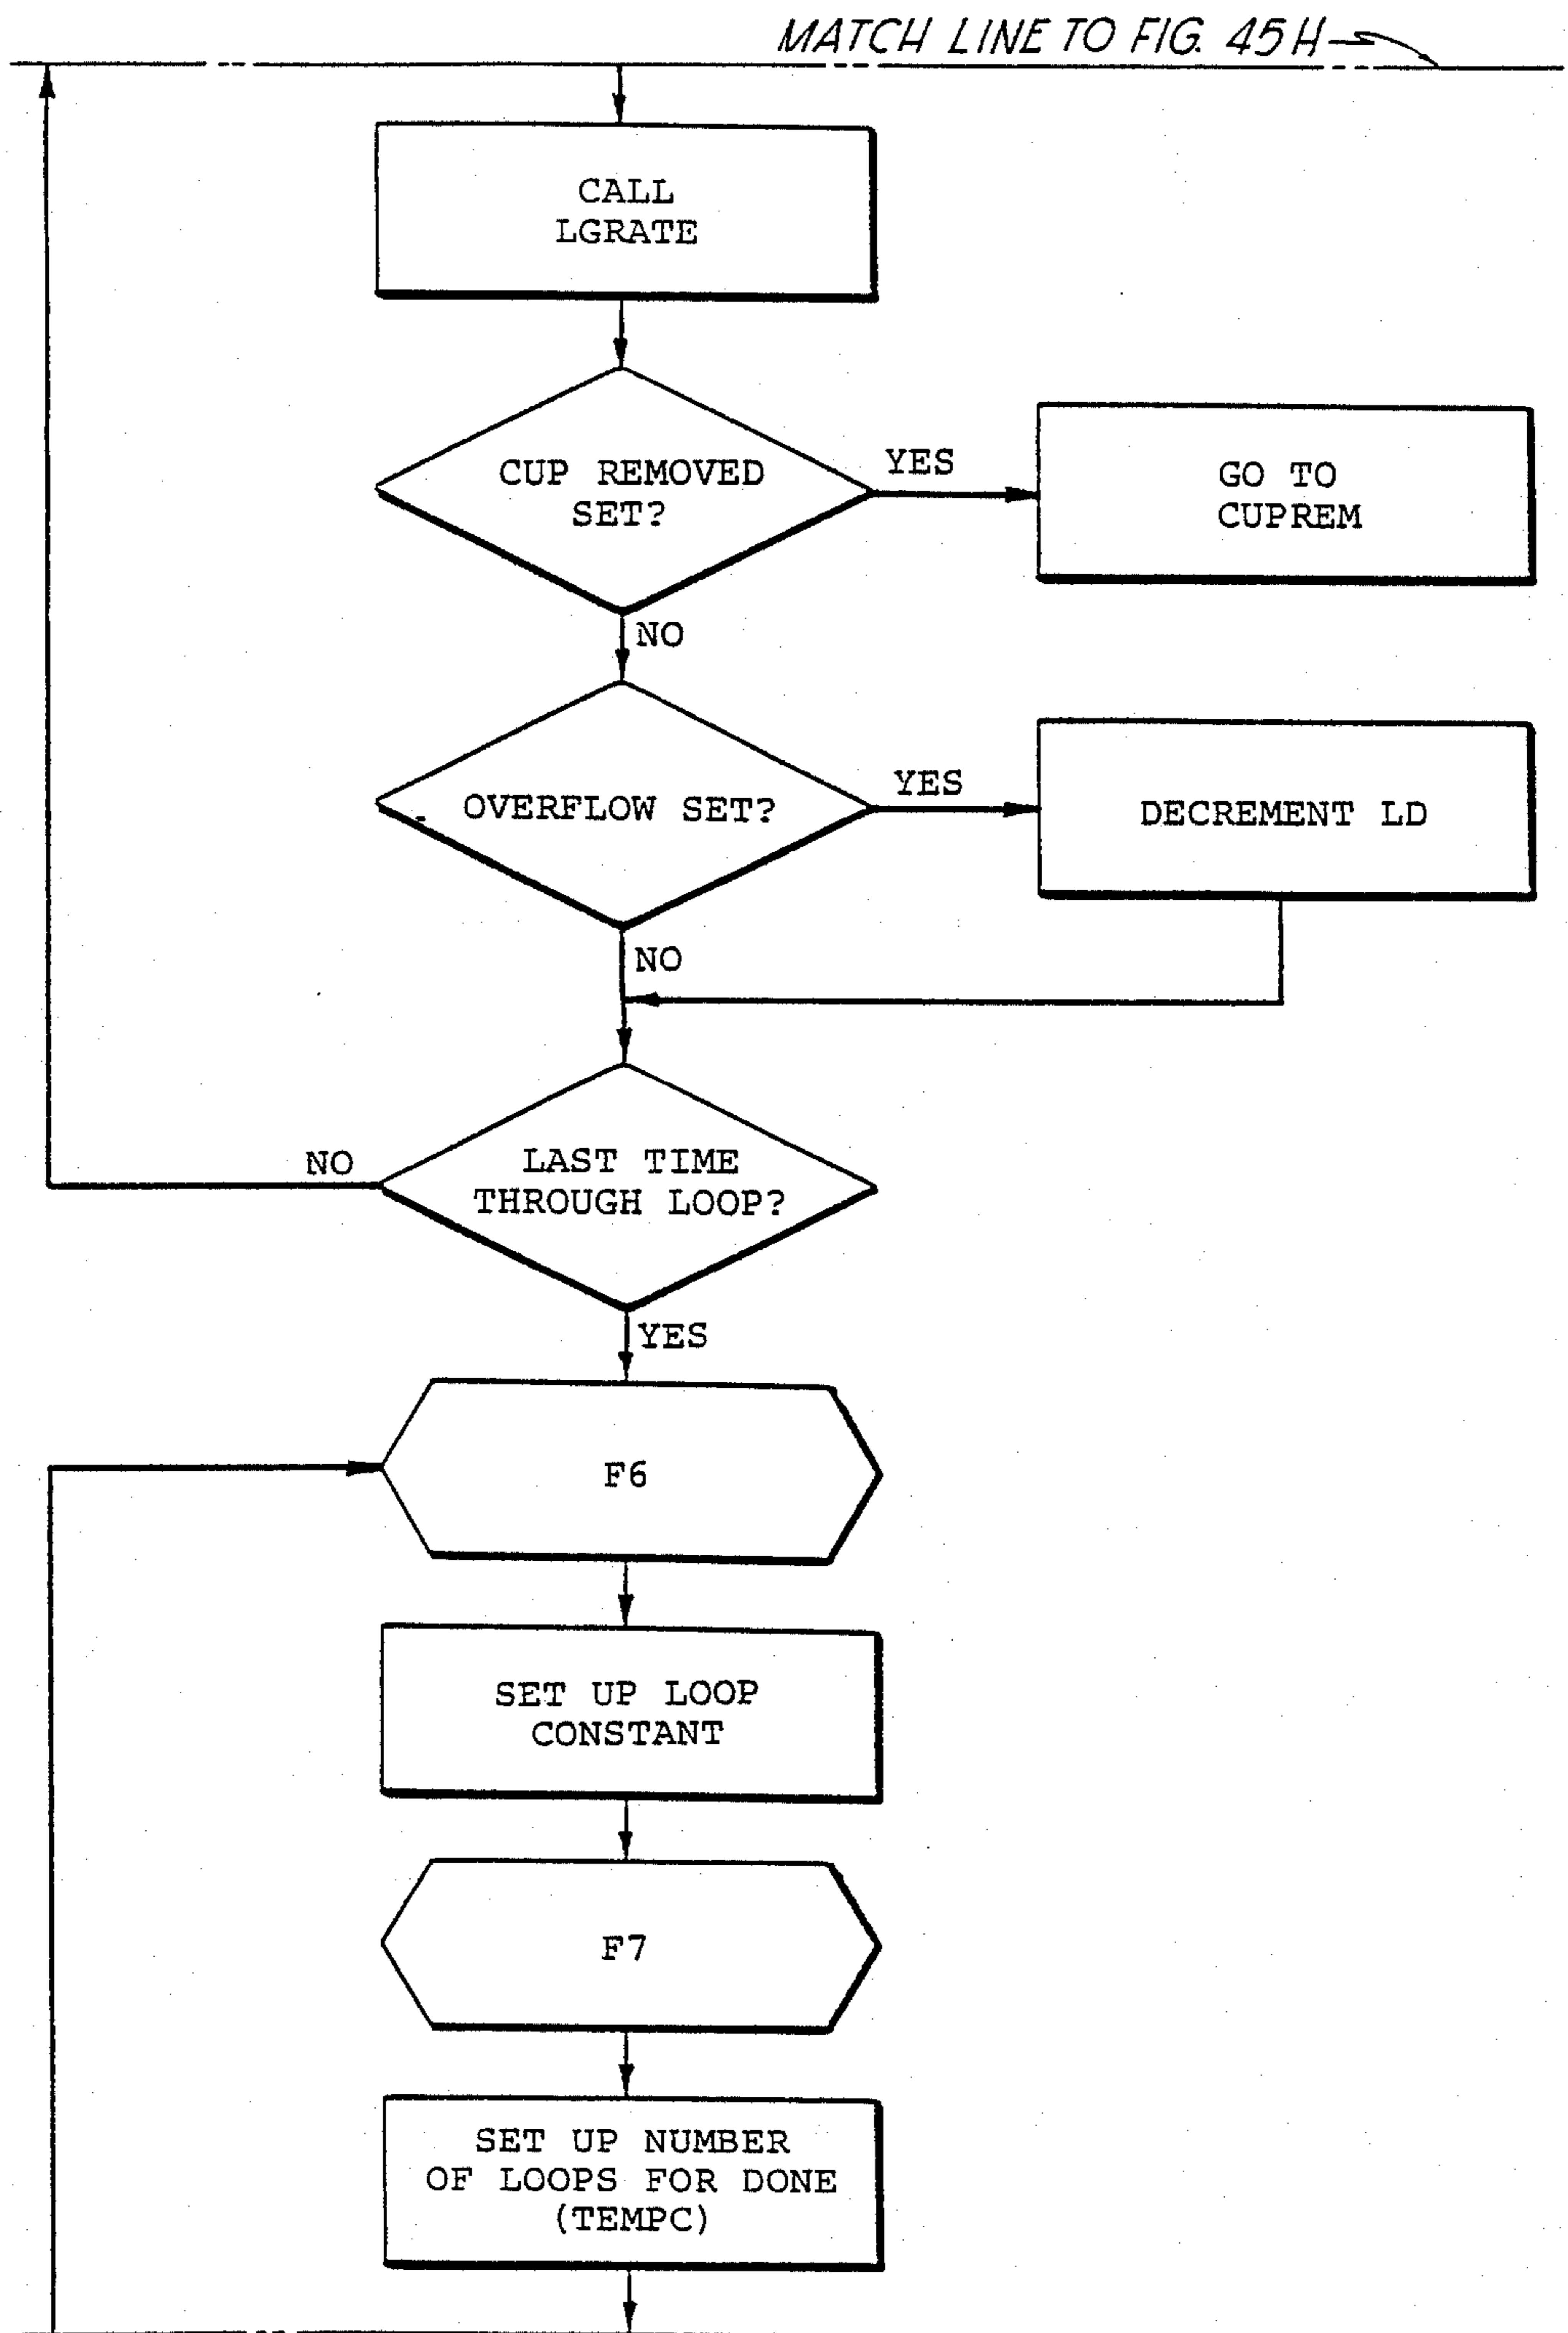 MATCH LINE TO FIG. 45H
CALL
LGRATE
CUP REMOVED
SET?
YES
GO TO
CUPREM
NO
OVERFLOW SET?
YES
DECREMENT LD
NO
LAST TIME
THROUGH LOOP?
NO
YES
F6
SET UP LOOP
CONSTANT
F7
SET UP NUMBER
OF LOOPS FOR DONE
(TEMPC)